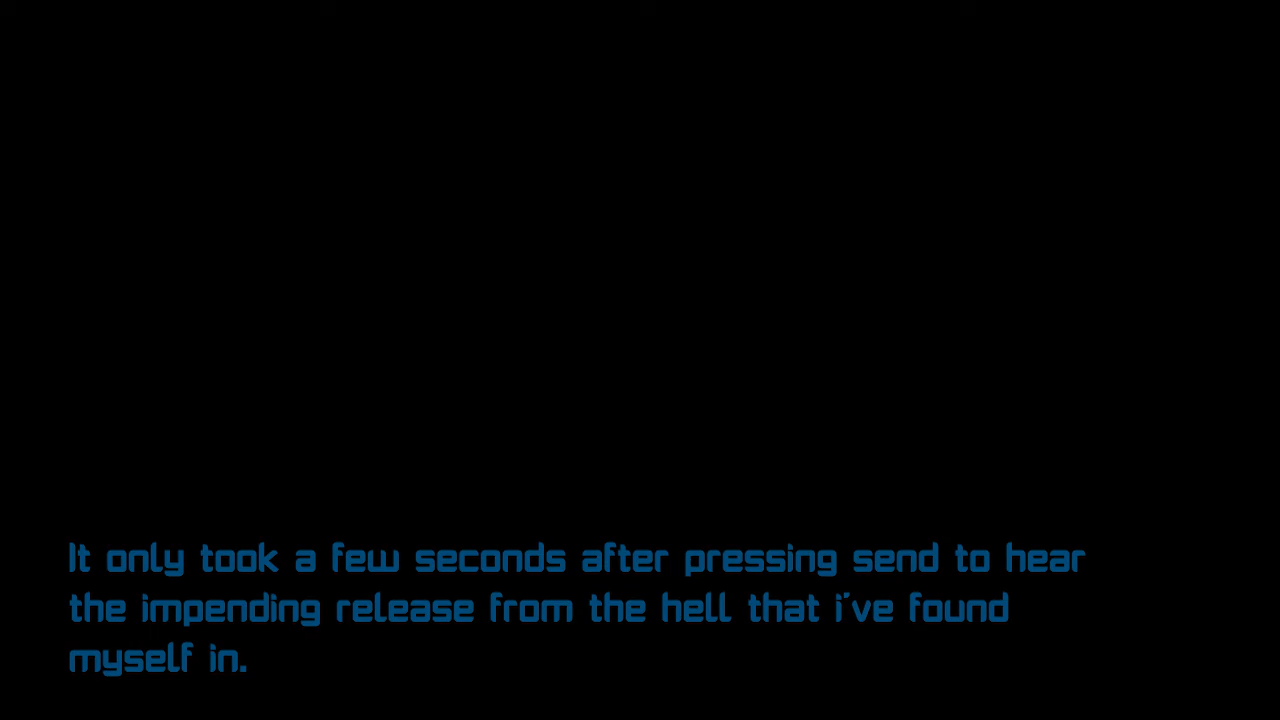 It only took a few seconds after pressing send to hear
the impending release from the hell that i've found
myself in.